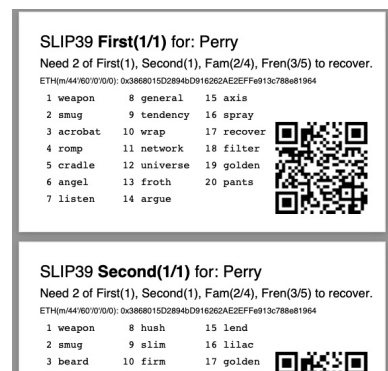 SLIP39 First(1/1) for: Perry
Need 2 of First(1), Second(1), Fam(2/4), Fren(3/5) to recover.
ETH(m/44'/60'/0'/0/0): 0x3868015D2894bD916262AE2EFFe913c788e81964
1 weapon 8 general 15 axis
2 smug 9 tendency 16 spray
3 acrobat 10 wrap 17 recover
4 romp 11 network 18 filter
5 cradle 12 universe 19 golden
6 angel 13 froth 20 pants
7 listen 14 argue
SLIP39 Second(1/1) for: Perry
Need 2 of First(1), Second(1), Fam(2/4), Fren(3/5) to recover.
ETH(m/44'/60'/0'/0/0): 0x3868015D2894bD916262AE2EFFe913c788e81964
1 weapon 8 hush 15 lend
2 smug 9 slim 16 lilac
3 beard 10 firm 17 golden